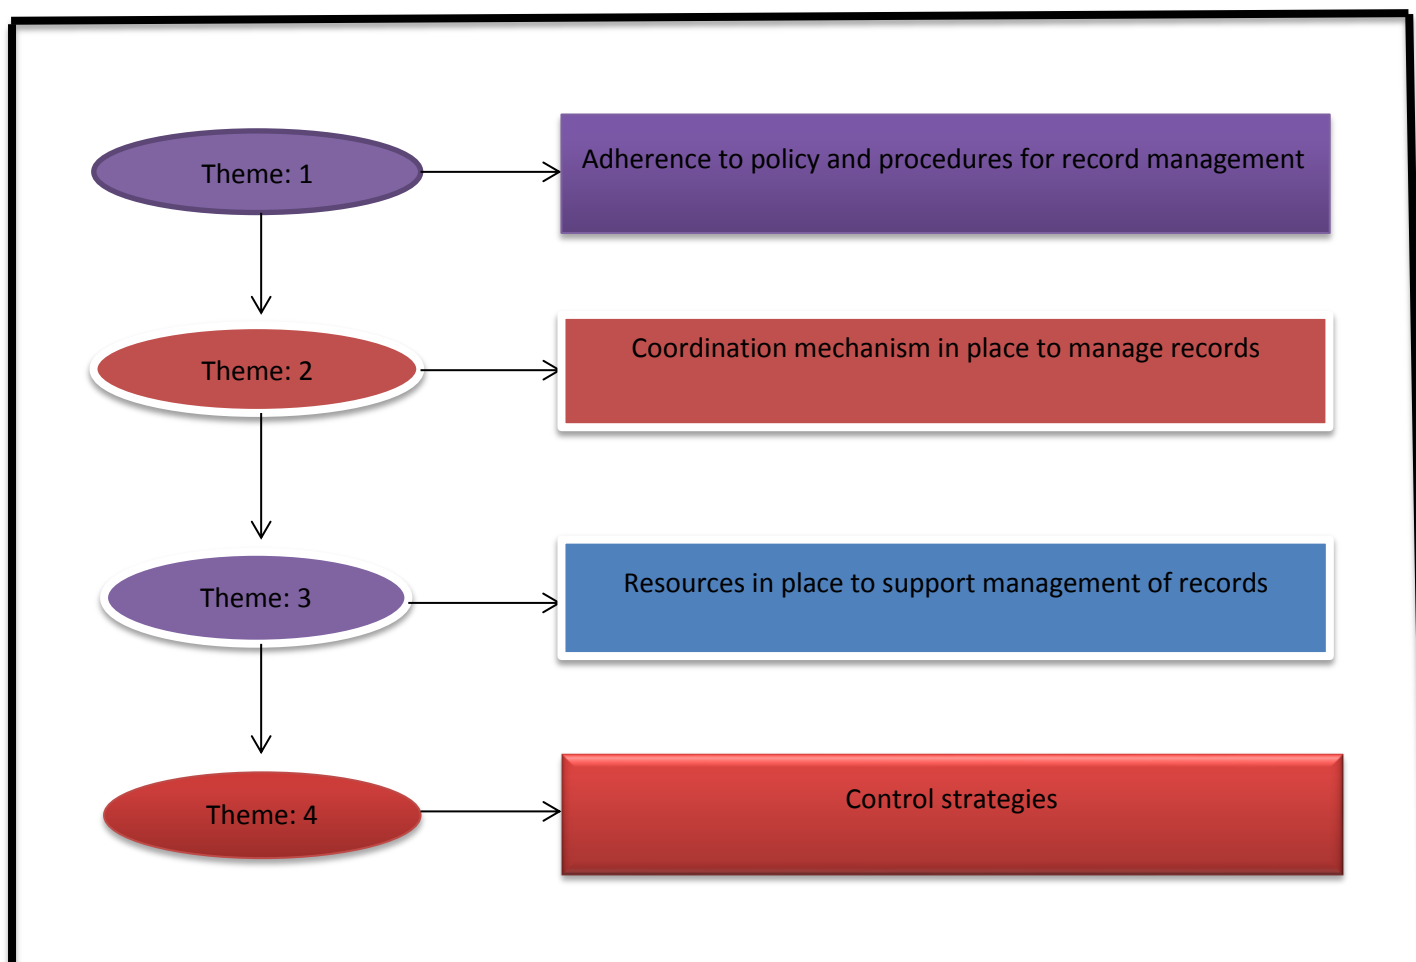 Theme: 1
Adherence to policy and procedures for record management
Theme: 2
Coordination mechanism in place to manage records
Theme: 3
Resources in place to support management of records
Theme: 4
Control strategies